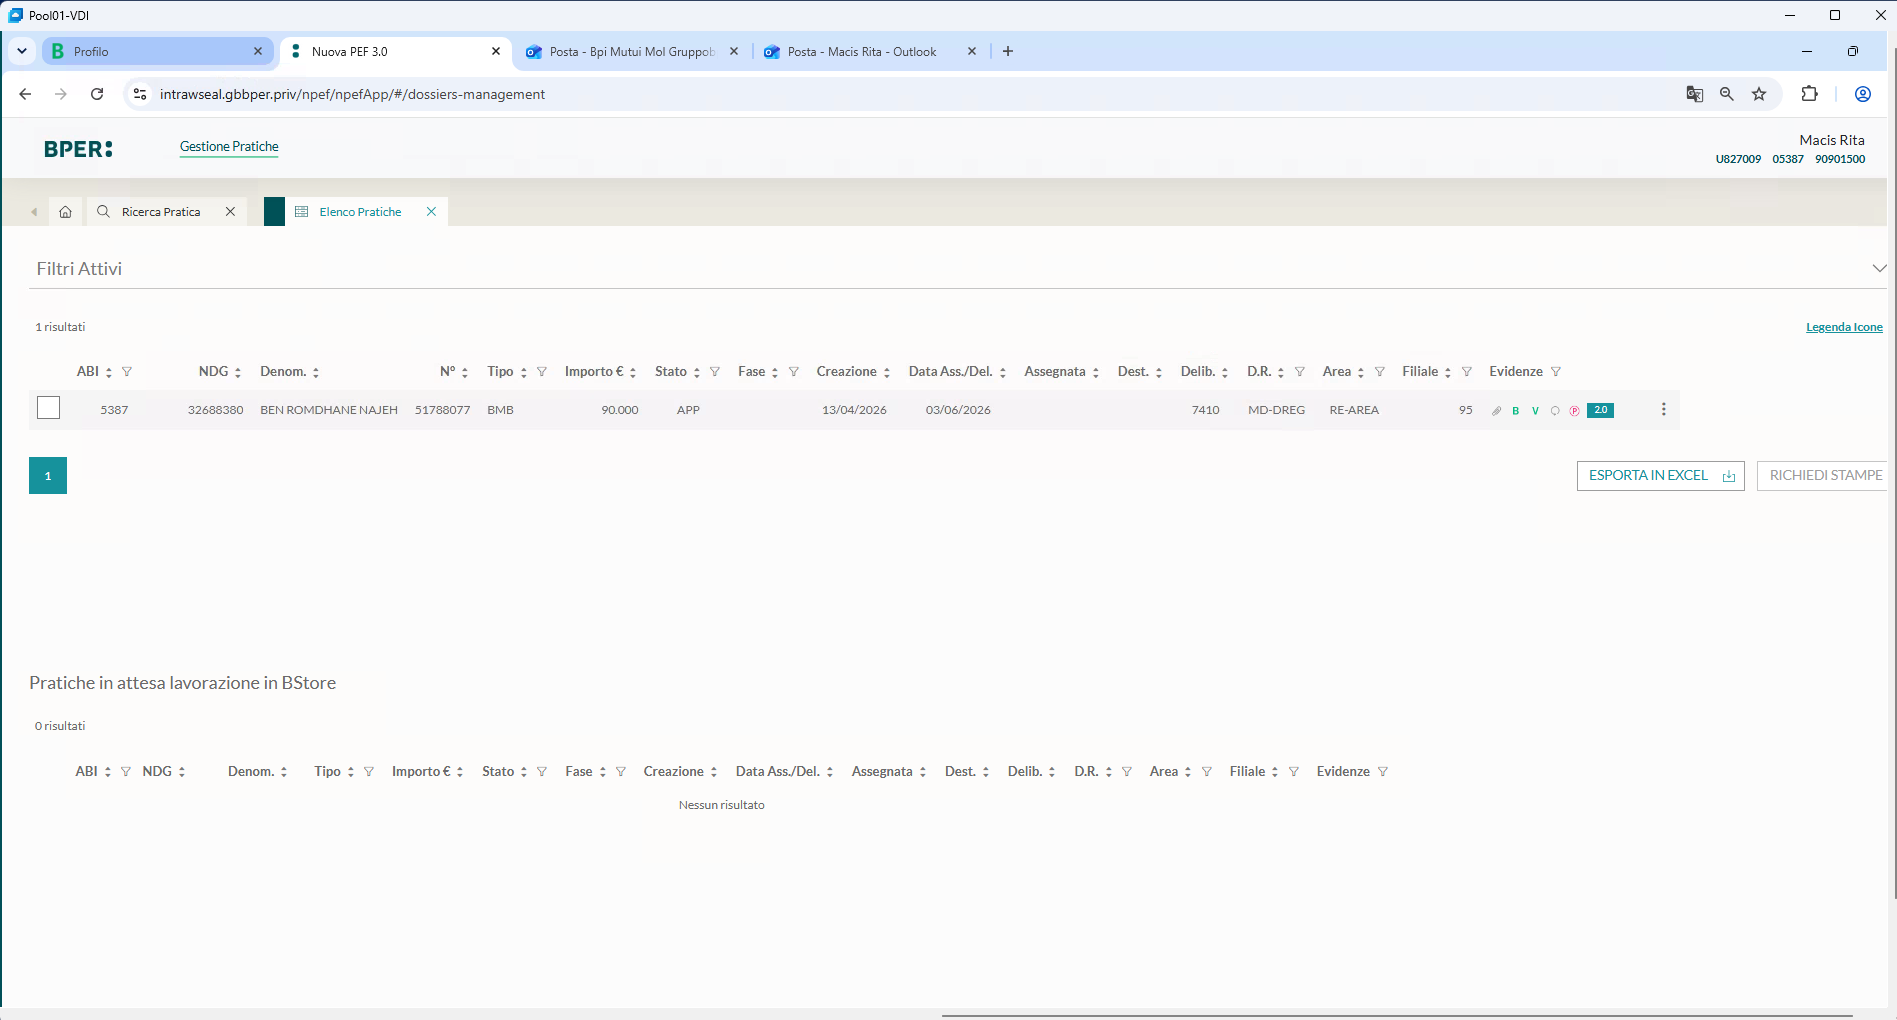 Pool01-VDI
Profilo
Nuova PEF 3.0
Posta - Bpi Mutui Mol Gruppob
Posta - Macis Rita - Outlook
intrawseal.gbbper.priv/npef/npefApp/#/dossiers-management
BPER:
Gestione Pratiche
Macis Rita
U827009 05387 90901500
Ricerca Pratica
Elenco Pratiche
Filtri Attivi
1 risultati
Legenda Icone
ABI NDG Denom. N° Tipo Importo € Stato Fase Creazione Data Ass./Del. Assegnata Dest. Delib. D.R. Area Filiale Evidenze
5387 32688380 BEN ROMDHANE NAJEH 51788077 BMB 90.000 APP 13/04/2026 03/06/2026 7410 MD-DREG RE-AREA 95 B V P 2.0
1
ESPORTA IN EXCEL
RICHIEDI STAMPE
Pratiche in attesa lavorazione in BStore
0 risultati
ABI NDG Denom. Tipo Importo € Stato Fase Creazione Data Ass./Del. Assegnata Dest. Delib. D.R. Area Filiale Evidenze
Nessun risultato